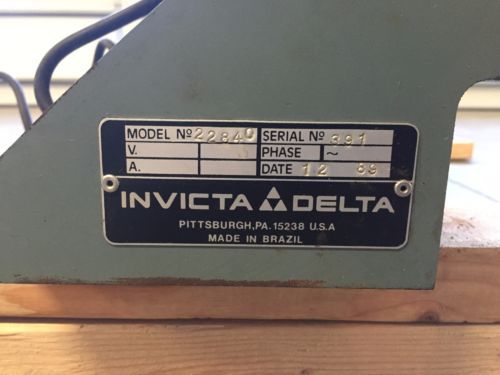 MODEL Nº 22840 SERIAL Nº 391
V. PHASE ~
A. DATE 12 89
INVICTA DELTA
PITTSBURGH,PA. 15238 U.S.A
MADE IN BRAZIL